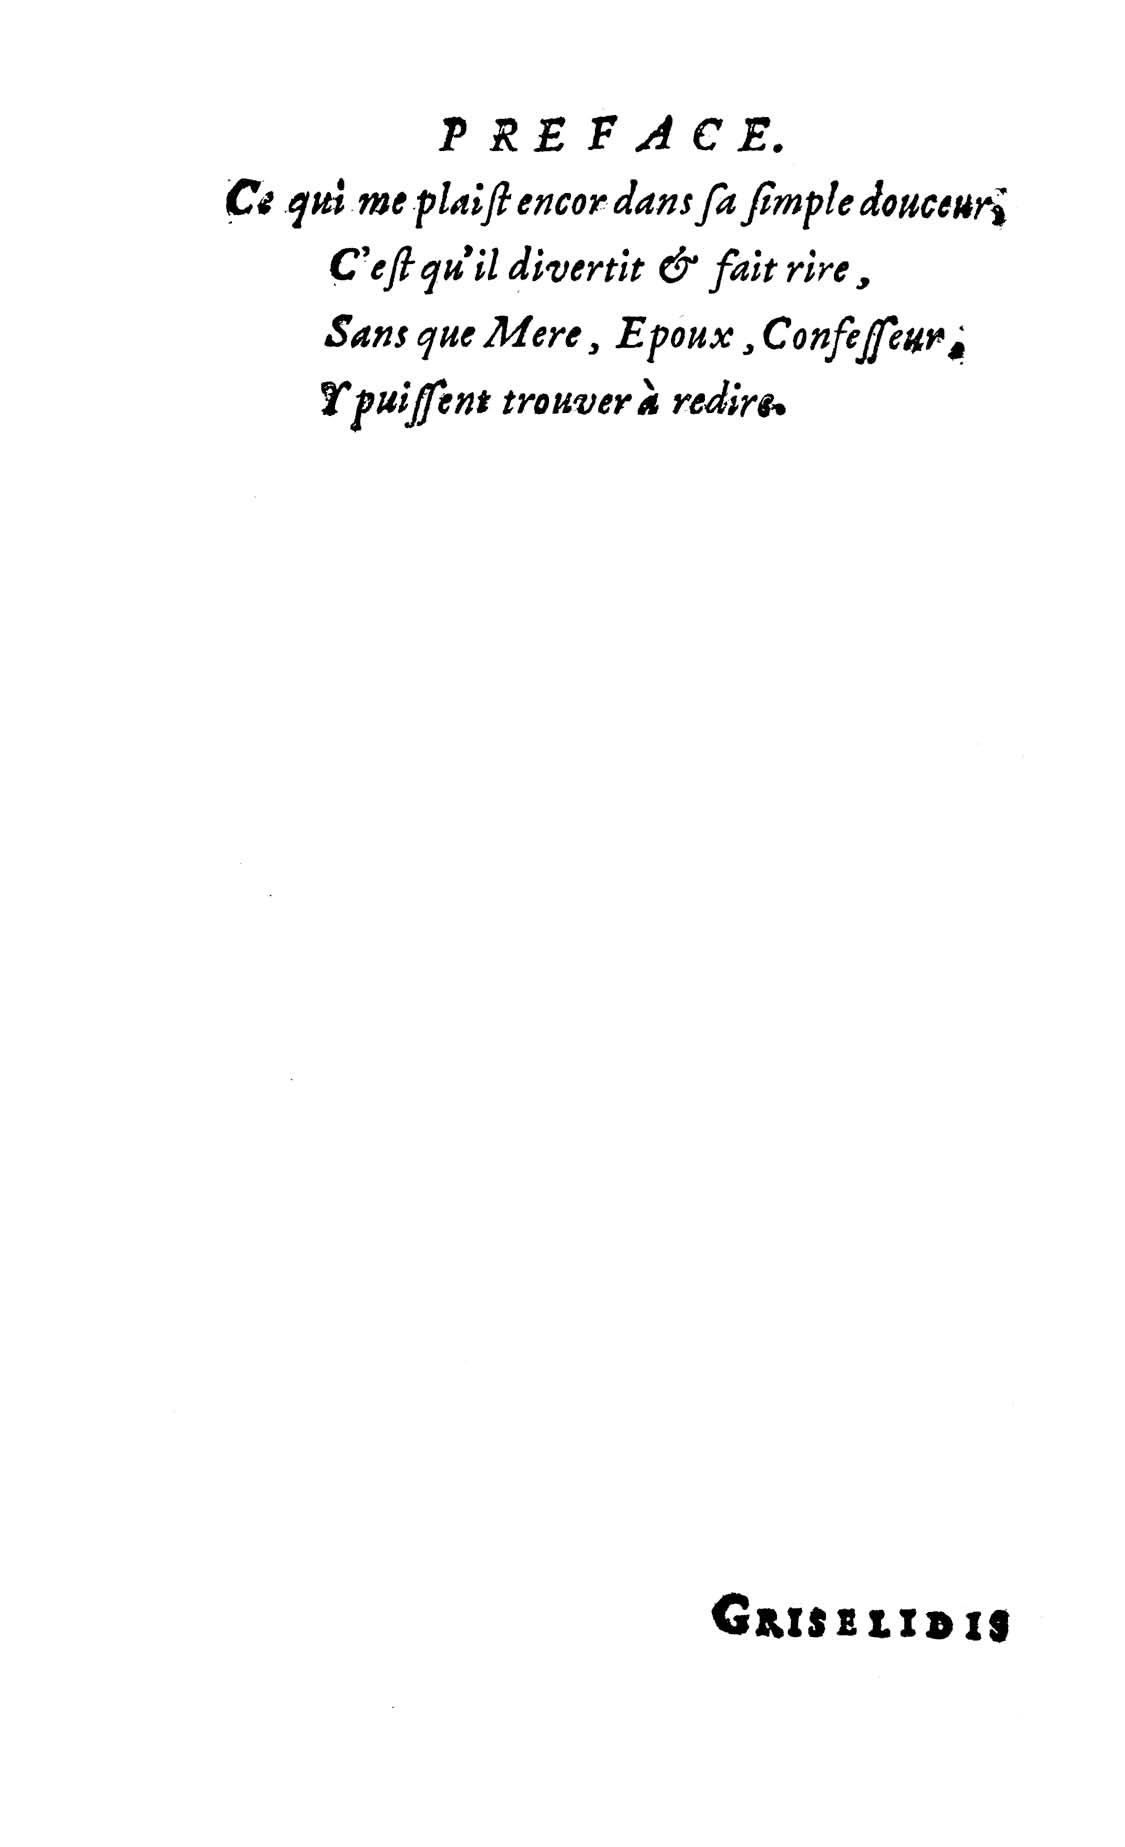 PREFACE.
Ce qui me plaiſt encor dans ſa ſimple douceur,
C'eſt qu'il divertit & fait rire,
Sans que Mere, Epoux, Confeſſeur,
Y puiſſent trouver à redire.
GRISELIDIS